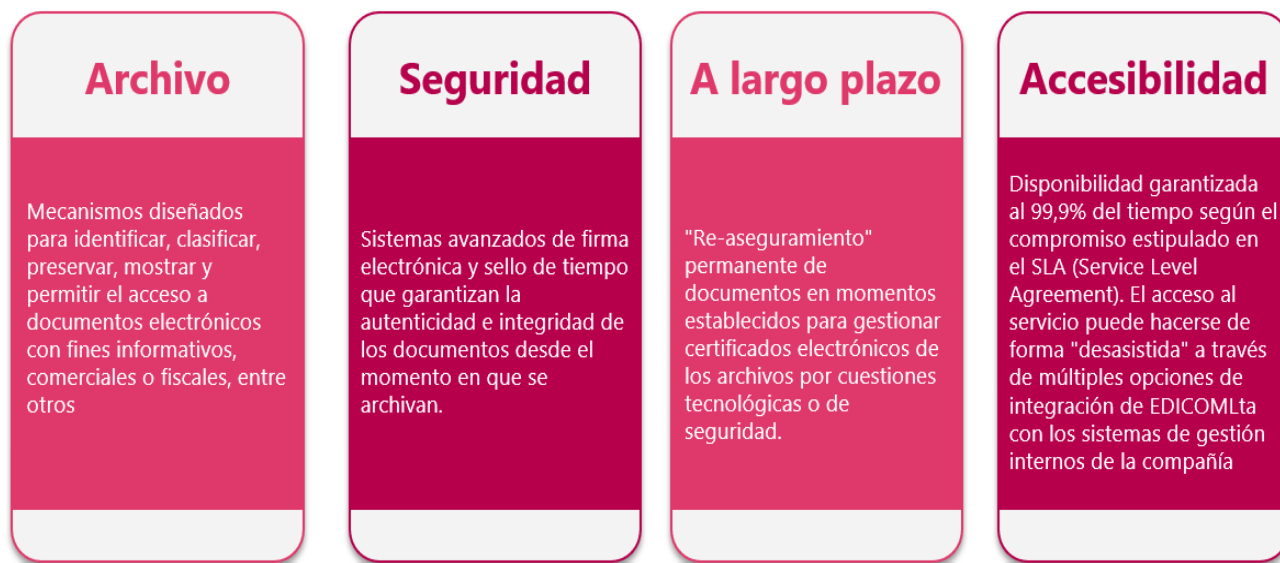 Archivo
Mecanismos diseñados
para identificar, clasificar,
preservar, mostrar y
permitir el acceso a
documentos electrónicos
con fines informativos,
comerciales o fiscales, entre
otros
Seguridad
Sistemas avanzados de firma
electrónica y sello de tiempo
que garantizan la
autenticidad e integridad de
los documentos desde el
momento en que se
archivan.
A largo plazo
"Re-aseguramiento"
permanente de
documentos en momentos
establecidos para gestionar
certificados electrónicos de
los archivos por cuestiones
tecnológicas o de
seguridad.
Accesibilidad
Disponibilidad garantizada
al 99,9% del tiempo según el
compromiso estipulado en
el SLA (Service Level
Agreement). El acceso al
servicio puede hacerse de
forma "desasistida" a través
de múltiples opciones de
integración de EDICOMLta
con los sistemas de gestión
internos de la compañía